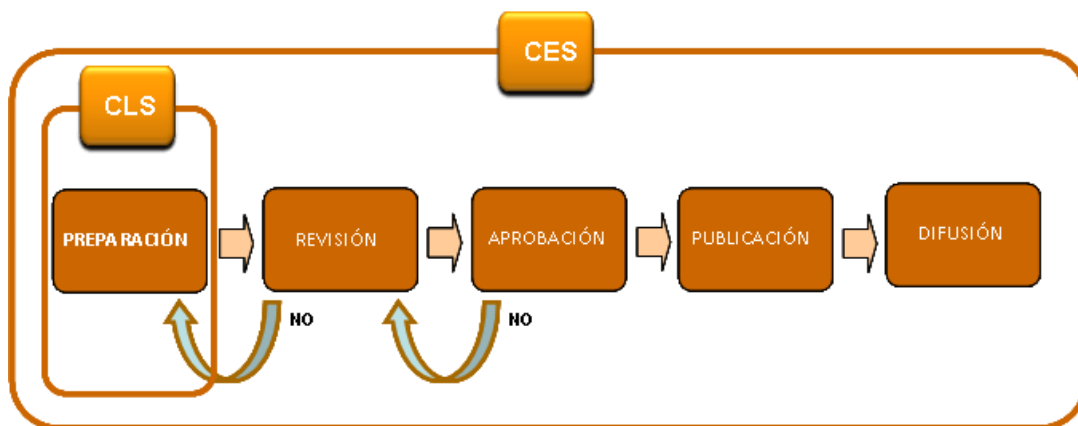 CES
CLS
PREPARACIÓN
REVISIÓN
APROBACIÓN
PUBLICACIÓN
DIFUSIÓN
NO
NO